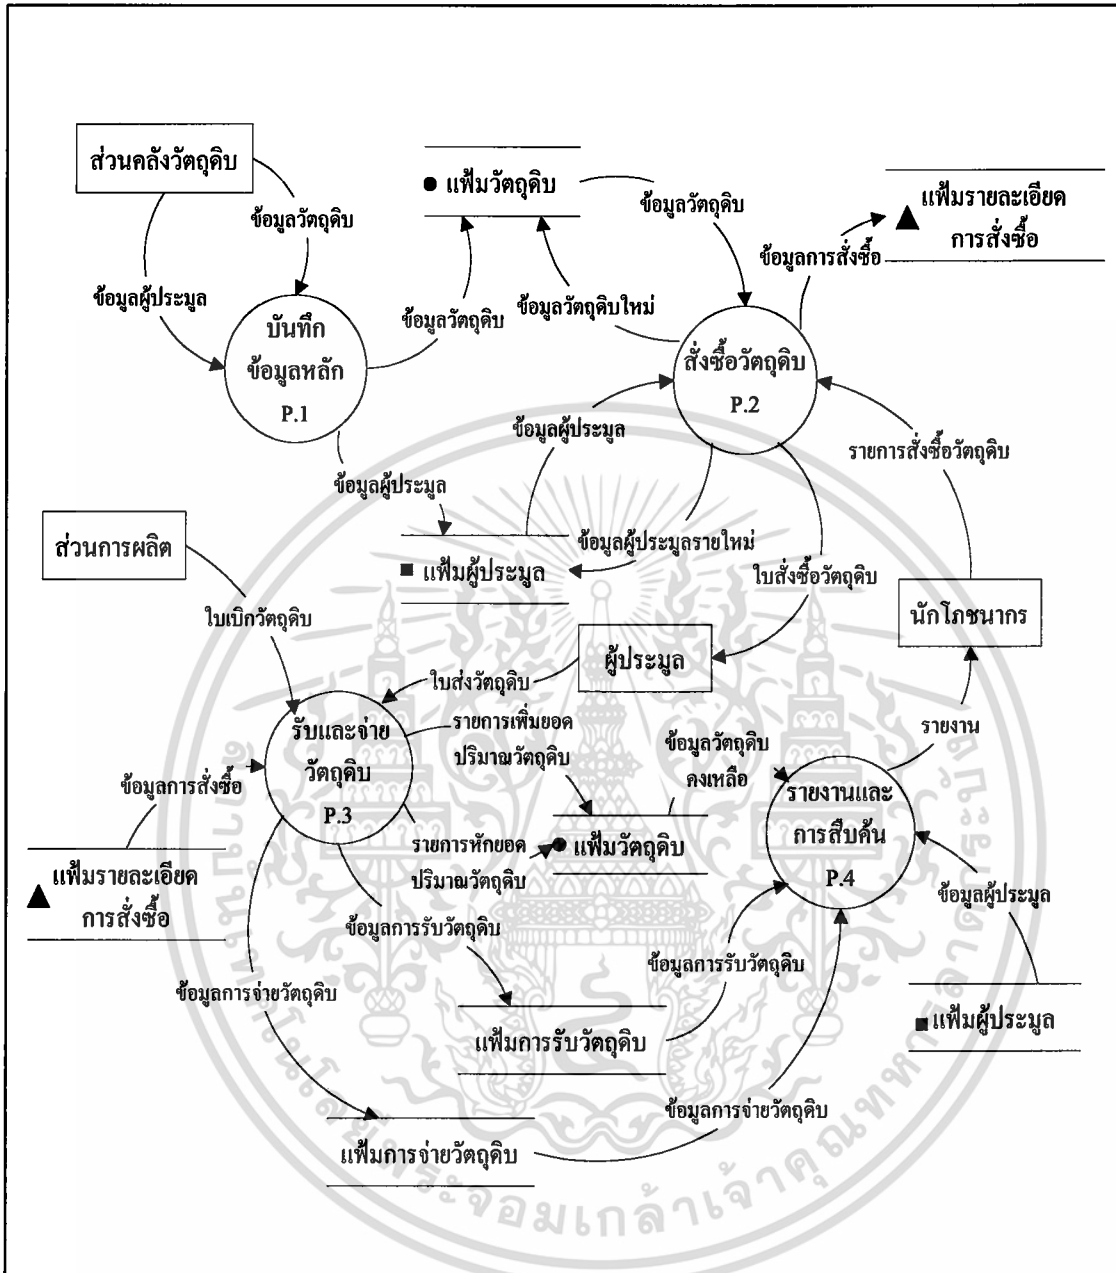 ส่วนคลังวัตถุดิบ
แฟ้มวัตถุดิบ
แฟ้มรายละเอียด
การสั่งซื้อ
ข้อมูลวัตถุดิบ
ข้อมูลวัตถุดิบ
ข้อมูลการสั่งซื้อ
ข้อมูลผู้ประมูล
ข้อมูลวัตถุดิบ
ข้อมูลวัตถุดิบใหม่
บันทึก
ข้อมูลหลัก
P.1
สั่งซื้อวัตถุดิบ
P.2
ข้อมูลผู้ประมูล
รายการสั่งซื้อวัตถุดิบ
ข้อมูลผู้ประมูล
ส่วนการผลิต
ข้อมูลผู้ประมูลรายใหม่
แฟ้มผู้ประมูล
ใบสั่งซื้อวัตถุดิบ
นักโภชนากร
ใบเบิกวัตถุดิบ
ผู้ประมูล
ใบส่งวัตถุดิบ
รับและจ่าย
วัตถุดิบ
P.3
รายการเพิ่มยอด
ปริมาณวัตถุดิบ
ข้อมูลวัตถุดิบ
คงเหลือ
รายงาน
ข้อมูลการสั่งซื้อ
รายงานและ
การสืบค้น
P.4
รายการหักยอด
ปริมาณวัตถุดิบ
แฟ้มวัตถุดิบ
แฟ้มรายละเอียด
การสั่งซื้อ
ข้อมูลผู้ประมูล
ข้อมูลการรับวัตถุดิบ
ข้อมูลการรับวัตถุดิบ
ข้อมูลการจ่ายวัตถุดิบ
แฟ้มผู้ประมูล
แฟ้มการรับวัตถุดิบ
ข้อมูลการจ่ายวัตถุดิบ
แฟ้มการจ่ายวัตถุดิบ